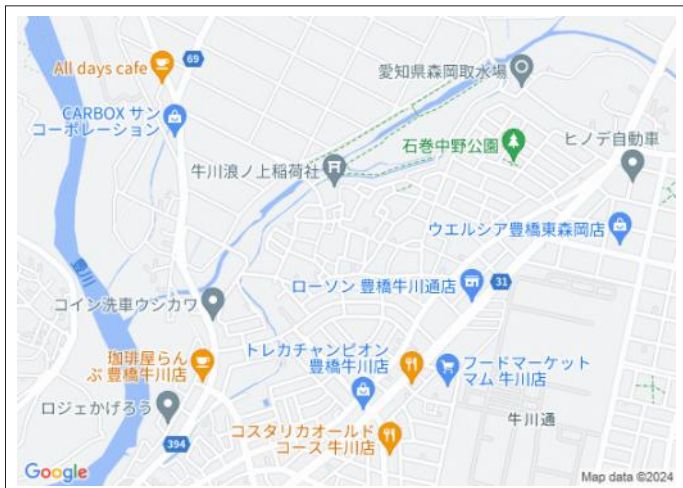 All days cafe
69
愛知県森岡取水場
CARBOX サン
コーポレーション
石巻中野公園
ヒノデ自動車
牛川浪ノ上稲荷社
ウエルシア豊橋東森岡店
豊川
ローソン 豊橋牛川通店
31
コイン洗車ウシカワ
トレカチャンピオン
豊橋牛川店
フードマーケット
マム 牛川店
珈琲屋らん
ぷ 豊橋牛川店
ロジェかげろう
牛川通
394
コスタリカオールド
コース 牛川店
Google
Map data ©2024